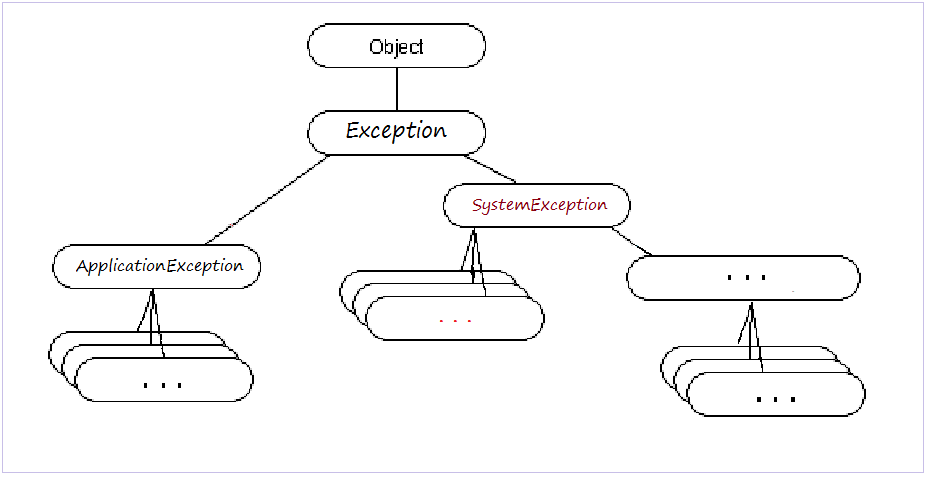 Object
Exception
SystemException
ApplicationException
. . .
. . .
. . .
. . .